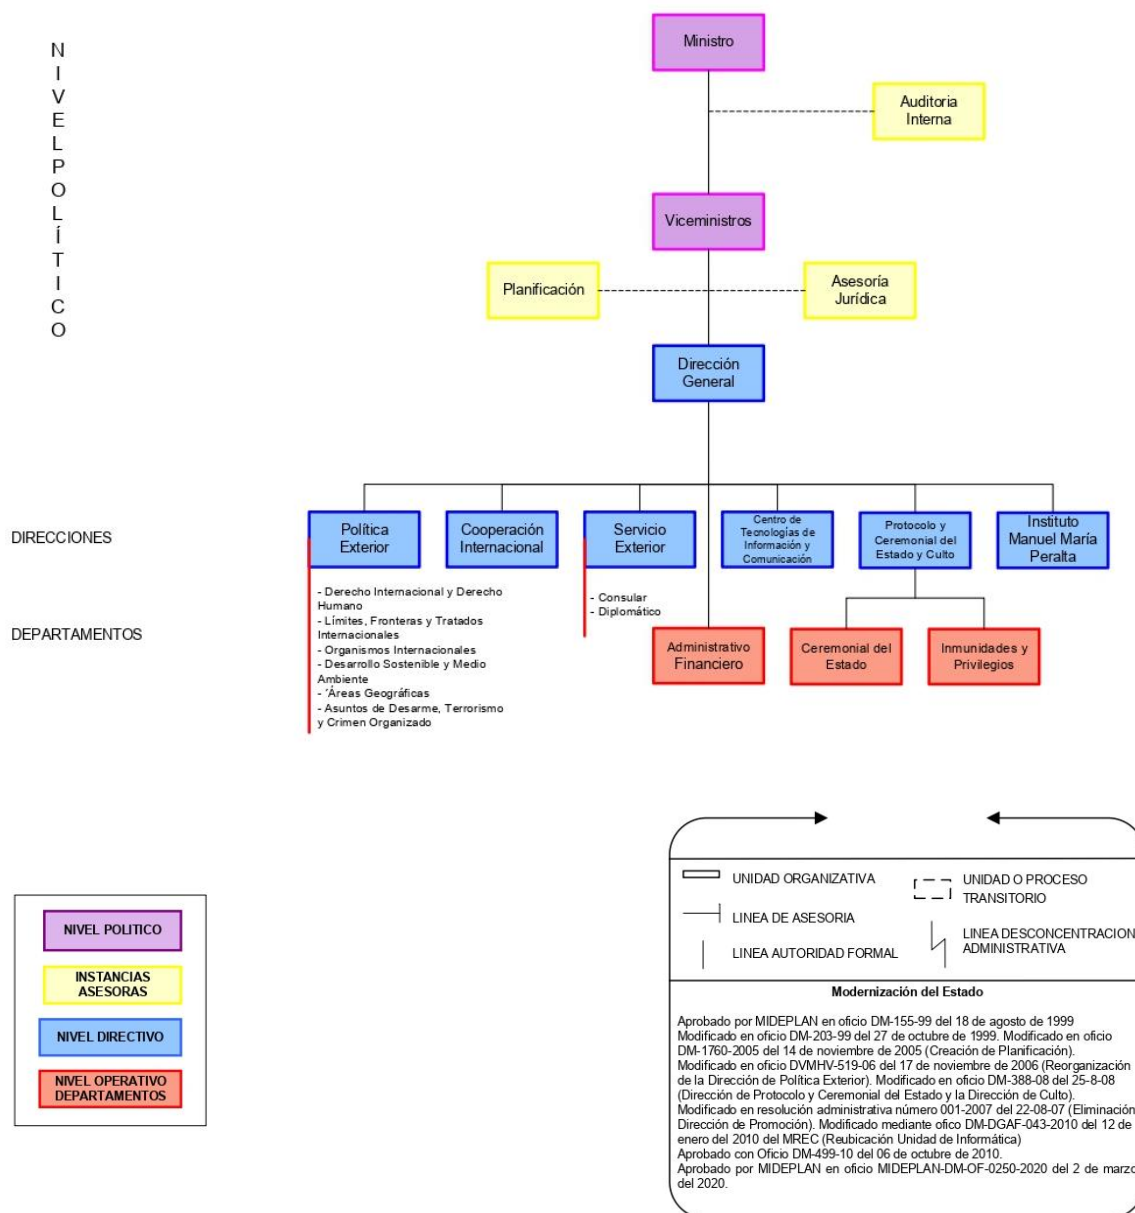 N
I
V
E
L
P
O
L
Í
T
I
C
O
Ministro
Auditoria
Interna
Viceministros
Planificación
Asesoría
Jurídica
Dirección
General
DIRECCIONES
Política
Exterior
Cooperación
Internacional
Servicio
Exterior
Centro de
Tecnologías de
Información y
Comunicación
Protocolo y
Ceremonial del
Estado y Culto
Instituto
Manuel María
Peralta
DEPARTAMENTOS
- Derecho Internacional y Derecho
Humano
- Límites, Fronteras y Tratados
Internacionales
- Organismos Internacionales
- Desarrollo Sostenible y Medio
Ambiente
- ´Áreas Geográficas
- Asuntos de Desarme, Terrorismo
y Crimen Organizado
- Consular
- Diplomático
Administrativo
Financiero
Ceremonial del
Estado
Inmunidades y
Privilegios
NIVEL POLITICO
INSTANCIAS
ASESORAS
NIVEL DIRECTIVO
NIVEL OPERATIVO
DEPARTAMENTOS
UNIDAD ORGANIZATIVA
UNIDAD O PROCESO
TRANSITORIO
LINEA DE ASESORIA
LINEA AUTORIDAD FORMAL
LINEA DESCONCENTRACION
ADMINISTRATIVA
Modernización del Estado
Aprobado por MIDEPLAN en oficio DM-155-99 del 18 de agosto de 1999
Modificado en oficio DM-203-99 del 27 de octubre de 1999. Modificado en oficio
DM-1760-2005 del 14 de noviembre de 2005 (Creación de Planificación).
Modificado en oficio DVMHV-519-06 del 17 de noviembre de 2006 (Reorganización
de la Dirección de Política Exterior). Modificado en oficio DM-388-08 del 25-8-08
(Dirección de Protocolo y Ceremonial del Estado y la Dirección de Culto).
Modificado en resolución administrativa número 001-2007 del 22-08-07 (Eliminación
Dirección de Promoción). Modificado mediante ofico DM-DGAF-043-2010 del 12 de
enero del 2010 del MREC (Reubicación Unidad de Informática)
Aprobado con Oficio DM-499-10 del 06 de octubre de 2010.
Aprobado por MIDEPLAN en oficio MIDEPLAN-DM-OF-0250-2020 del 2 de marzo
del 2020.